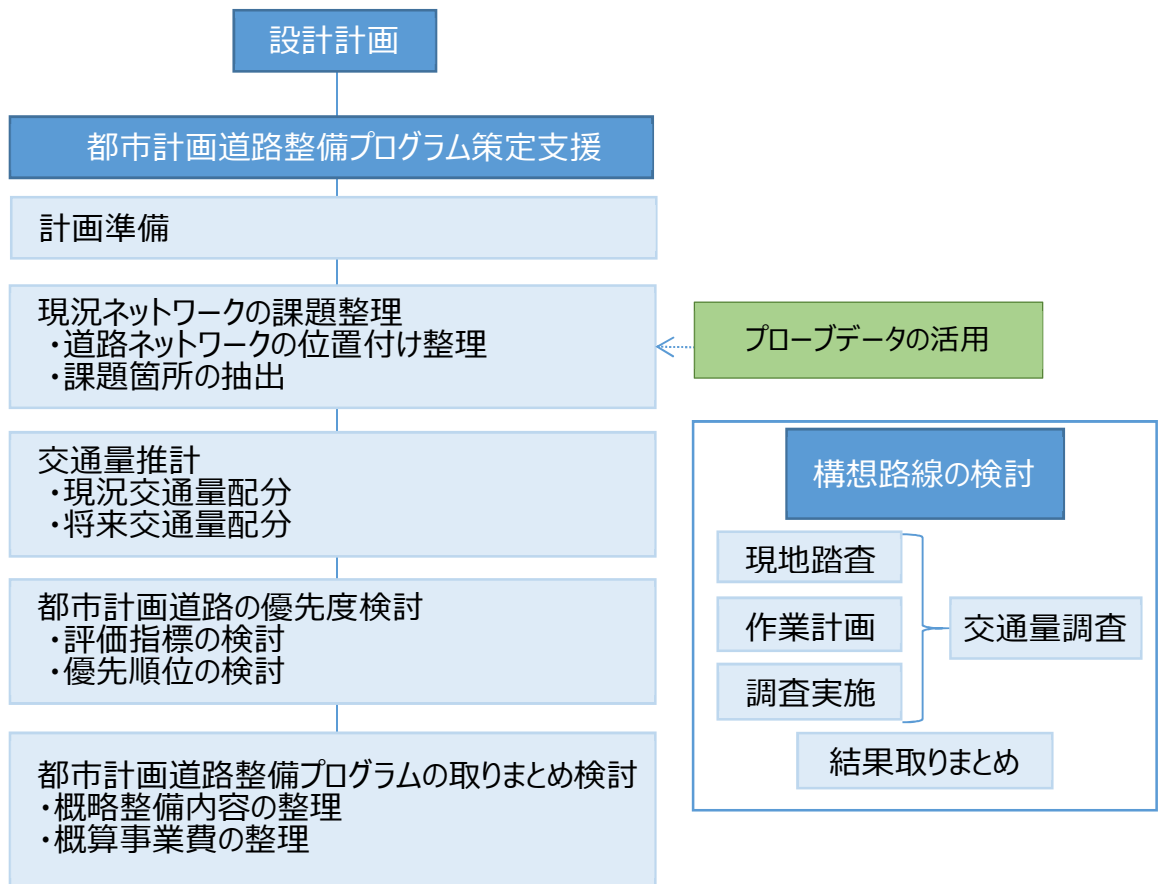 設計計画
都市計画道路整備プログラム策定支援
計画準備
現況ネットワークの課題整理
・道路ネットワークの位置付け整理
・課題箇所の抽出
プローブデータの活用
交通量推計
・現況交通量配分
・将来交通量配分
都市計画道路の優先度検討
・評価指標の検討
・優先順位の検討
都市計画道路整備プログラムの取りまとめ検討
・概略整備内容の整理
・概算事業費の整理
構想路線の検討
現地踏査
作業計画
調査実施
交通量調査
結果取りまとめ